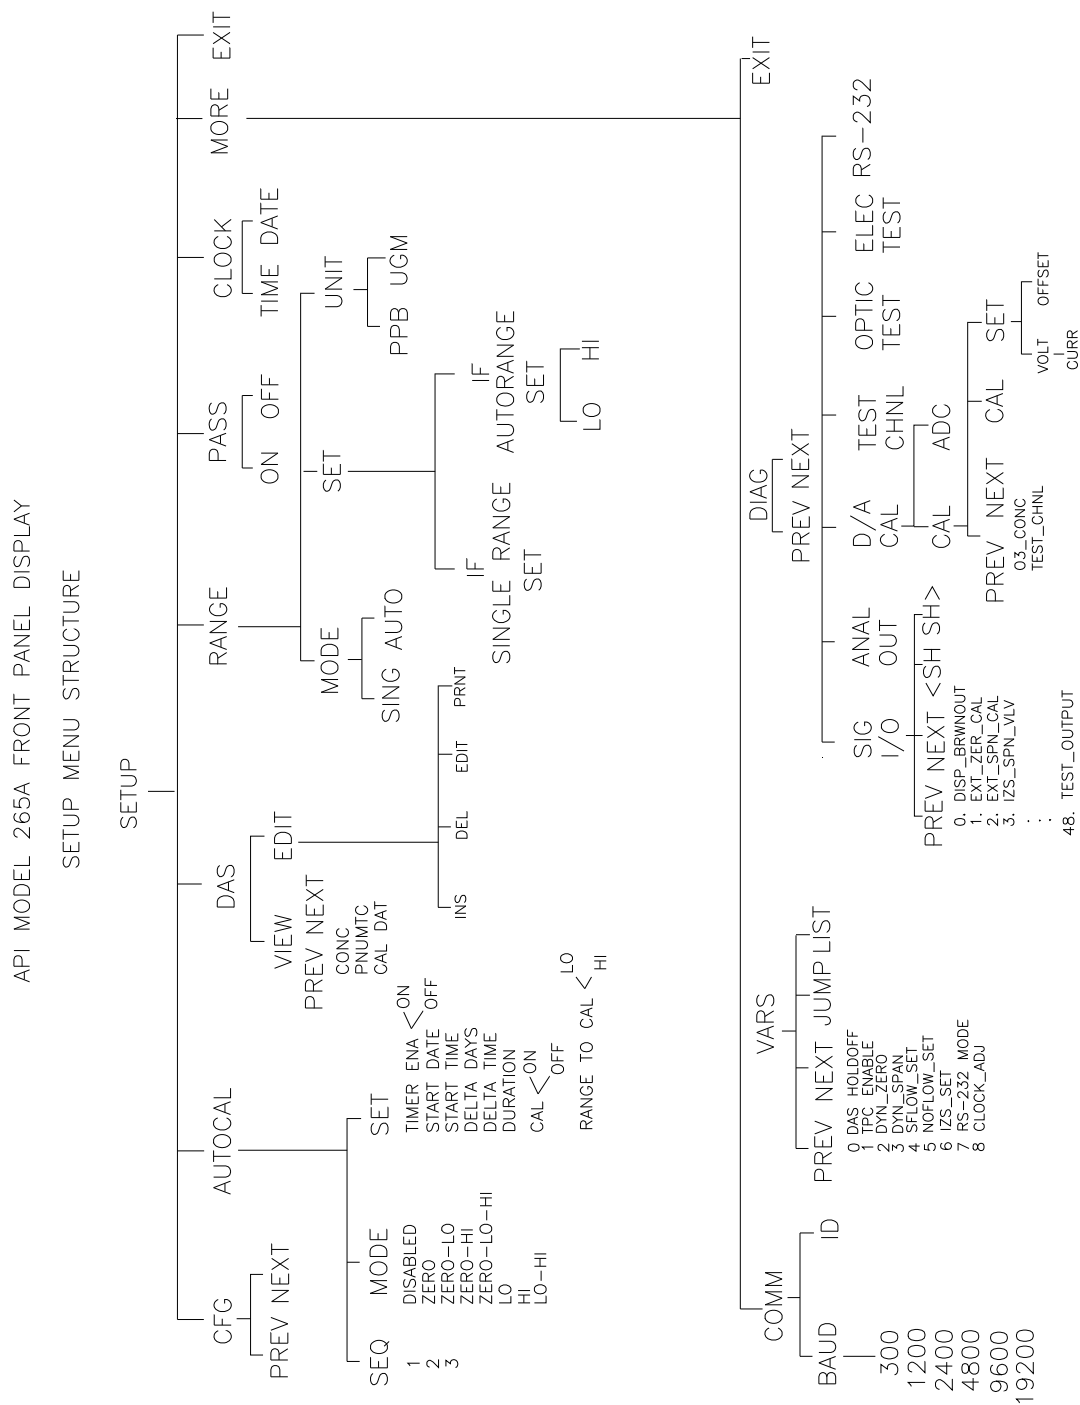 API MODEL 265A FRONT PANEL DISPLAY
SETUP MENU STRUCTURE
SETUP
CFG
AUTOCAL
DAS
RANGE
PASS
CLOCK
MORE
EXIT
PREV NEXT
SEQ
1
2
3
MODE
DISABLED
ZERO
ZERO-LO
ZERO-HI
ZERO-LO-HI
LO
HI
LO-HI
SET
TIMER ENA < ON
OFF
START DATE
START TIME
DELTA DAYS
DELTA TIME
DURATION
CAL < ON
OFF
RANGE TO CAL < LO
HI
VIEW
EDIT
PREV NEXT
CONC
PNUMTC
CAL DAT
INS
DEL
EDIT
PRNT
MODE
SING AUTO
SET
IF
SINGLE RANGE
SET
IF
AUTORANGE
SET
LO
HI
UNIT
PPB UGM
ON OFF
TIME DATE
COMM
VARS
DIAG
EXIT
BAUD
ID
300
1200
2400
4800
9600
19200
PREV NEXT JUMP LIST
0 DAS HOLDOFF
1 TPC ENABLE
2 DYN_ZERO
3 DYN_SPAN
4 SFLOW_SET
5 NOFLOW_SET
6 IZS_SET
7 RS-232 MODE
8 CLOCK_ADJ
PREV NEXT
SIG
I/O
ANAL
OUT
D/A
CAL
TEST
CHNL
OPTIC
TEST
ELEC
TEST
RS-232
PREV NEXT <SH SH>
0. DISP_BRWNOUT
1. EXT_ZER_CAL
2. EXT_SPN_CAL
3. IZS_SPN_VLV
.
.
48. TEST_OUTPUT
CAL
ADC
PREV NEXT CAL SET
O3_CONC
TEST_CHNL
VOLT
CURR
OFFSET